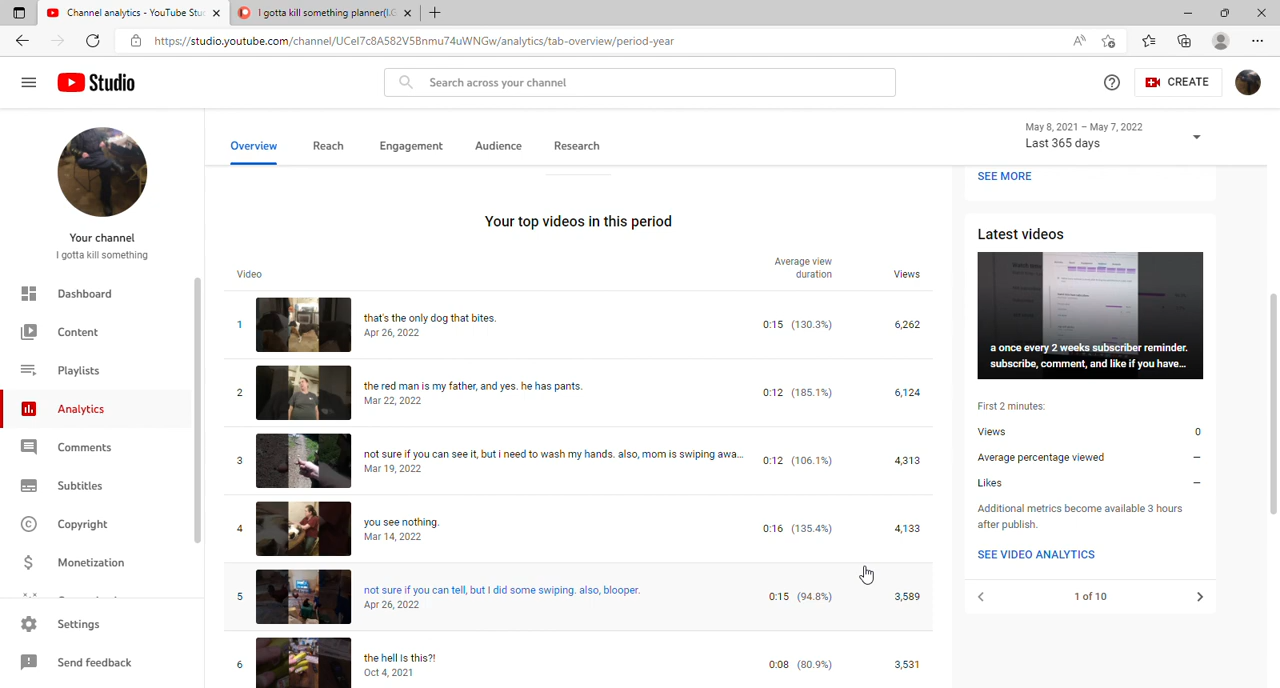 Channel analytics - YouTube Stu
I gotta kill something planner(I.G
https://studio.youtube.com/channel/UCel7c8A582V5Bnmu74uWNGw/analytics/tab-overview/period-year
Studio
Search across your channel
CREATE
Your channel
I gotta kill something
Dashboard
Content
Playlists
Analytics
Comments
Subtitles
Copyright
Monetization
Settings
Send feedback
Overview
Reach
Engagement
Audience
Research
May 8, 2021 – May 7, 2022
Last 365 days
Your top videos in this period
Video
Average view
duration
Views
1
that's the only dog that bites.
Apr 26, 2022
0:15 (130.3%)
6,262
2
the red man is my father, and yes. he has pants.
Mar 22, 2022
0:12 (185.1%)
6,124
3
not sure if you can see it, but i need to wash my hands. also, mom is swiping awa...
Mar 19, 2022
0:12 (106.1%)
4,313
4
you see nothing.
Mar 14, 2022
0:16 (135.4%)
4,133
5
not sure if you can tell, but I did some swiping. also, blooper.
Apr 26, 2022
0:15 (94.8%)
3,589
6
the hell Is this?!
Oct 4, 2021
0:08 (80.9%)
3,531
SEE MORE
Latest videos
a once every 2 weeks subscriber reminder.
subscribe, comment, and like if you have...
First 2 minutes:
Views
0
Average percentage viewed
–
Likes
–
Additional metrics become available 3 hours
after publish.
SEE VIDEO ANALYTICS
1 of 10